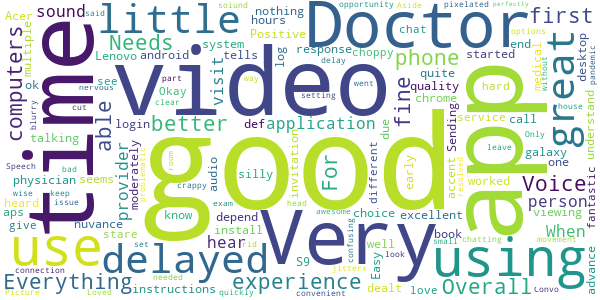 Acer
sound
little
Needs
hours
nothing
Positive
Doctor
said
opportunity
Aside
chat
pixelated
perfectly
response
choppy
end
options
first
medical
desktop
started
without
pandemic
computers
multiple
Lenovo
android
system
tells
log
visit
phone
quite
quality
chrome
hard
great
ok
see
nervous
part
way
delay
went
Okay
clear
setting
fine
service
call
house
Only
understand
blurry
cut
able
login
def
application
due
Sending
leave
galaxy
one
time
video
good
app
talking
provider
moderately
problematic
better
room
silly
For
invitation
different
early
accent
Voice
person
fantastic
wise
heard
Speech
bad
physician
keep
issue
seems
audio
crappy
exam
head
choice
worked
When
viewing
aps
give
nuvance
stare
know
hear
depend
install
id
S9
awesome
confusing
excellent
book
advance
use
delayed
Very
using
set
Easy
well
look
small
chatting
movement
Everything
experience
Overall
connection
needed
instructions
quickly
convenient
jitters
dealt
love
Picture
Loved
Convo